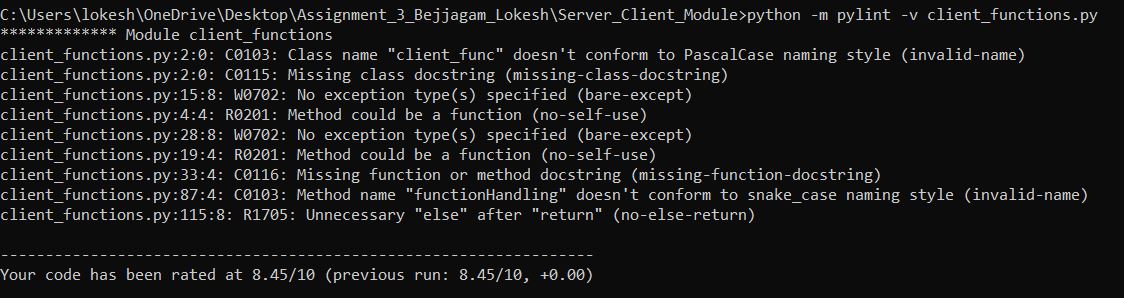 C:\Users\lokesh\OneDrive\Desktop\Assignment_3_Bejjagam_Lokesh\Server_Client_Module>python -m pylint -v client_functions.py
************* Module client_functions
client_functions.py:2:0: C0103: Class name "client_func" doesn't conform to PascalCase naming style (invalid-name)
client_functions.py:2:0: C0115: Missing class docstring (missing-class-docstring)
client_functions.py:15:8: W0702: No exception type(s) specified (bare-except)
client_functions.py:4:4: R0201: Method could be a function (no-self-use)
client_functions.py:28:8: W0702: No exception type(s) specified (bare-except)
client_functions.py:19:4: R0201: Method could be a function (no-self-use)
client_functions.py:33:4: C0116: Missing function or method docstring (missing-function-docstring)
client_functions.py:87:4: C0103: Method name "functionHandling" doesn't conform to snake_case naming style (invalid-name)
client_functions.py:115:8: R1705: Unnecessary "else" after "return" (no-else-return)

------------------------------------------------------------------
Your code has been rated at 8.45/10 (previous run: 8.45/10, +0.00)